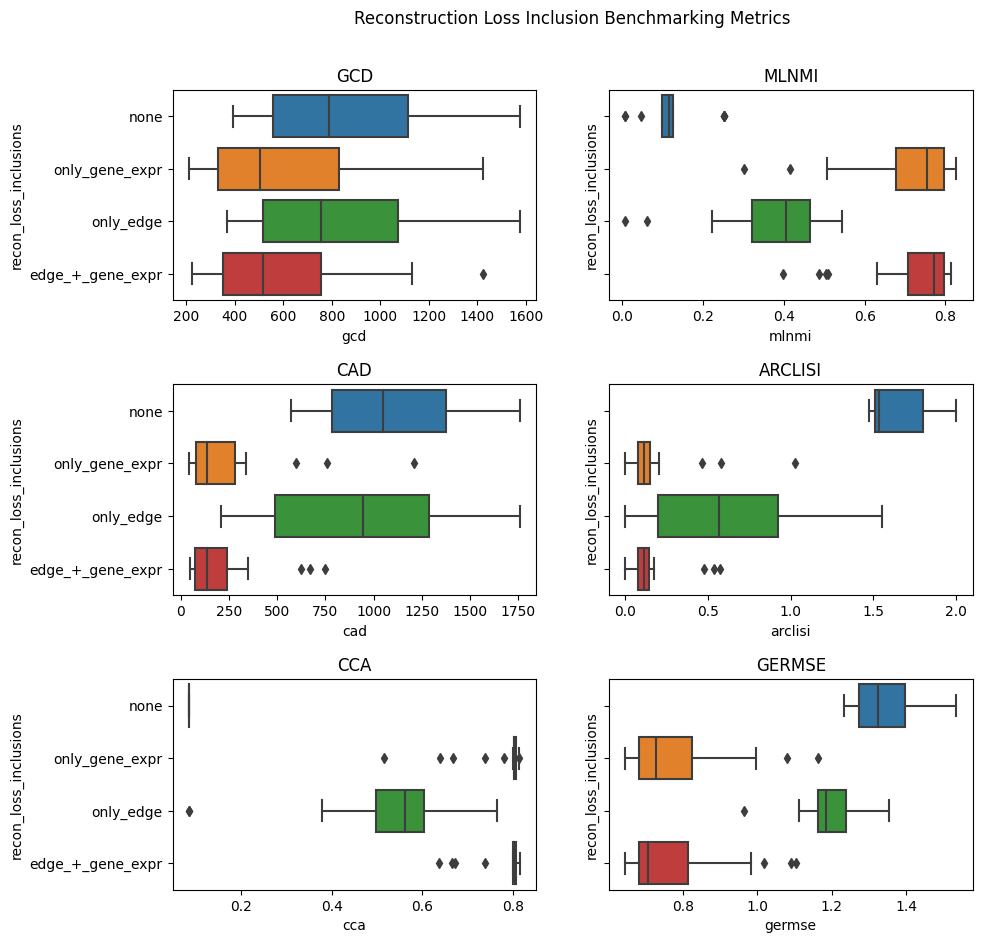 Reconstruction Loss Inclusion Benchmarking Metrics
GCD
recon_loss_inclusions
none
only_gene_expr
only_edge
edge_+_gene_expr
200 400 600 800 1000 1200 1400 1600
gcd
MLNMI
recon_loss_inclusions
0.0 0.2 0.4 0.6 0.8
mlnmi
CAD
recon_loss_inclusions
none
only_gene_expr
only_edge
edge_+_gene_expr
0 250 500 750 1000 1250 1500 1750
cad
ARCLISI
recon_loss_inclusions
0.0 0.5 1.0 1.5 2.0
arclisi
CCA
recon_loss_inclusions
none
only_gene_expr
only_edge
edge_+_gene_expr
0.2 0.4 0.6 0.8
cca
GERMSE
recon_loss_inclusions
0.8 1.0 1.2 1.4
germse